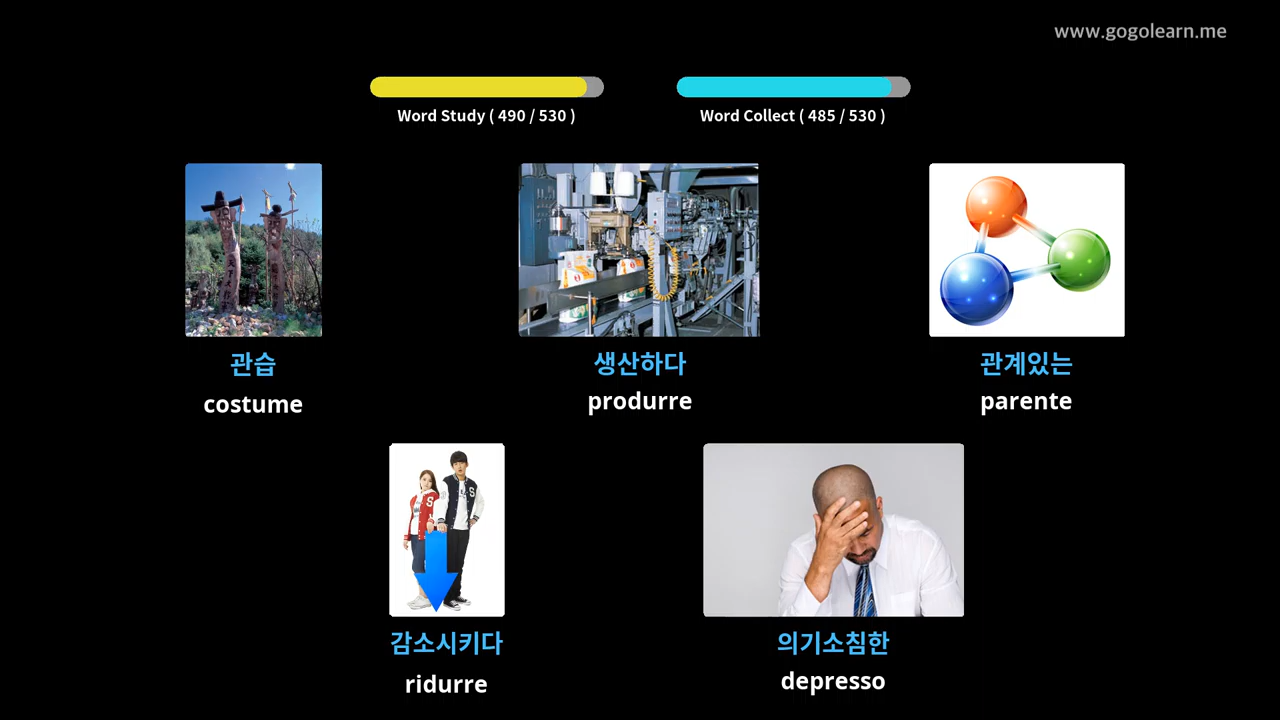 www.gogolearn.me
Word Study ( 490 / 530 )
Word Collect ( 485 / 530 )
관습
costume
생산하다
produrre
관계있는
parente
S
S
감소시키다
ridurre
의기소침한
depresso